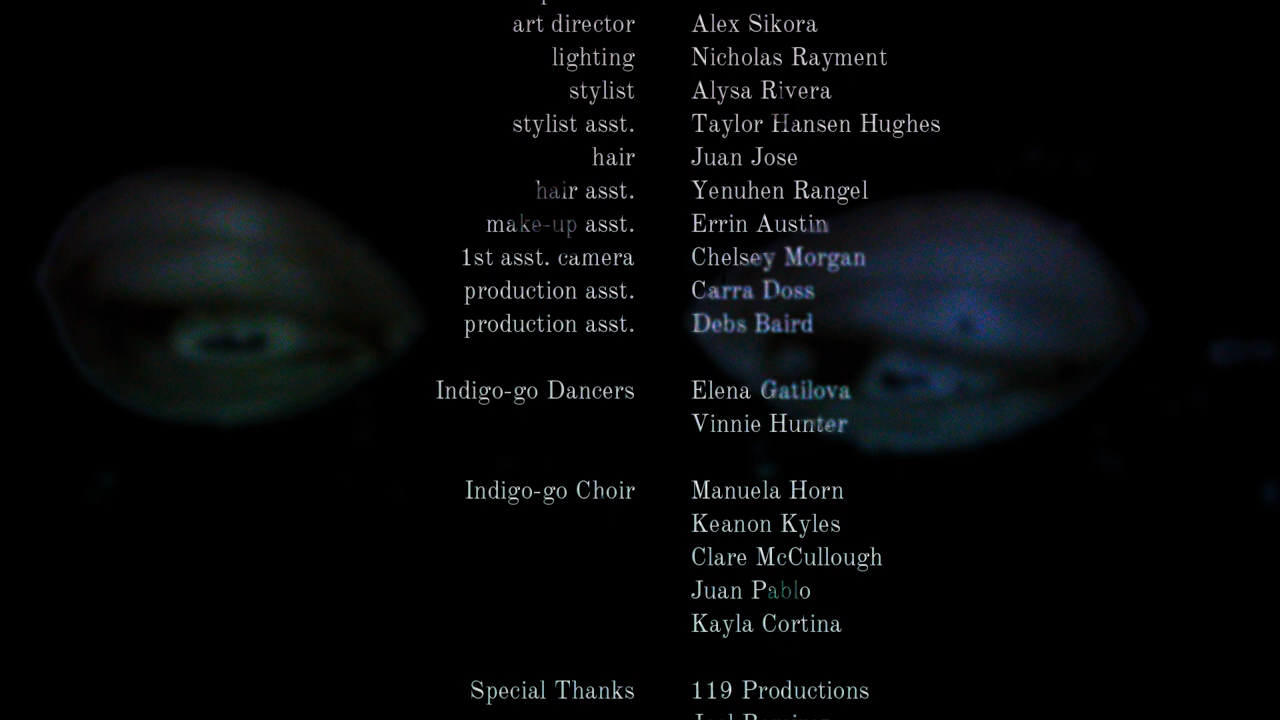 art director Alex Sikora
lighting Nicholas Rayment
stylist Alysa Rivera
stylist asst. Taylor Hansen Hughes
hair Juan Jose
hair asst. Yenuhen Rangel
make-up asst. Errin Austin
1st asst. camera Chelsey Morgan
production asst. Carra Doss
production asst. Debs Baird
Indigo-go Dancers Elena Gatilova
Vinnie Hunter
Indigo-go Choir Manuela Horn
Keanon Kyles
Clare McCullough
Juan Pablo
Kayla Cortina
Special Thanks 119 Productions